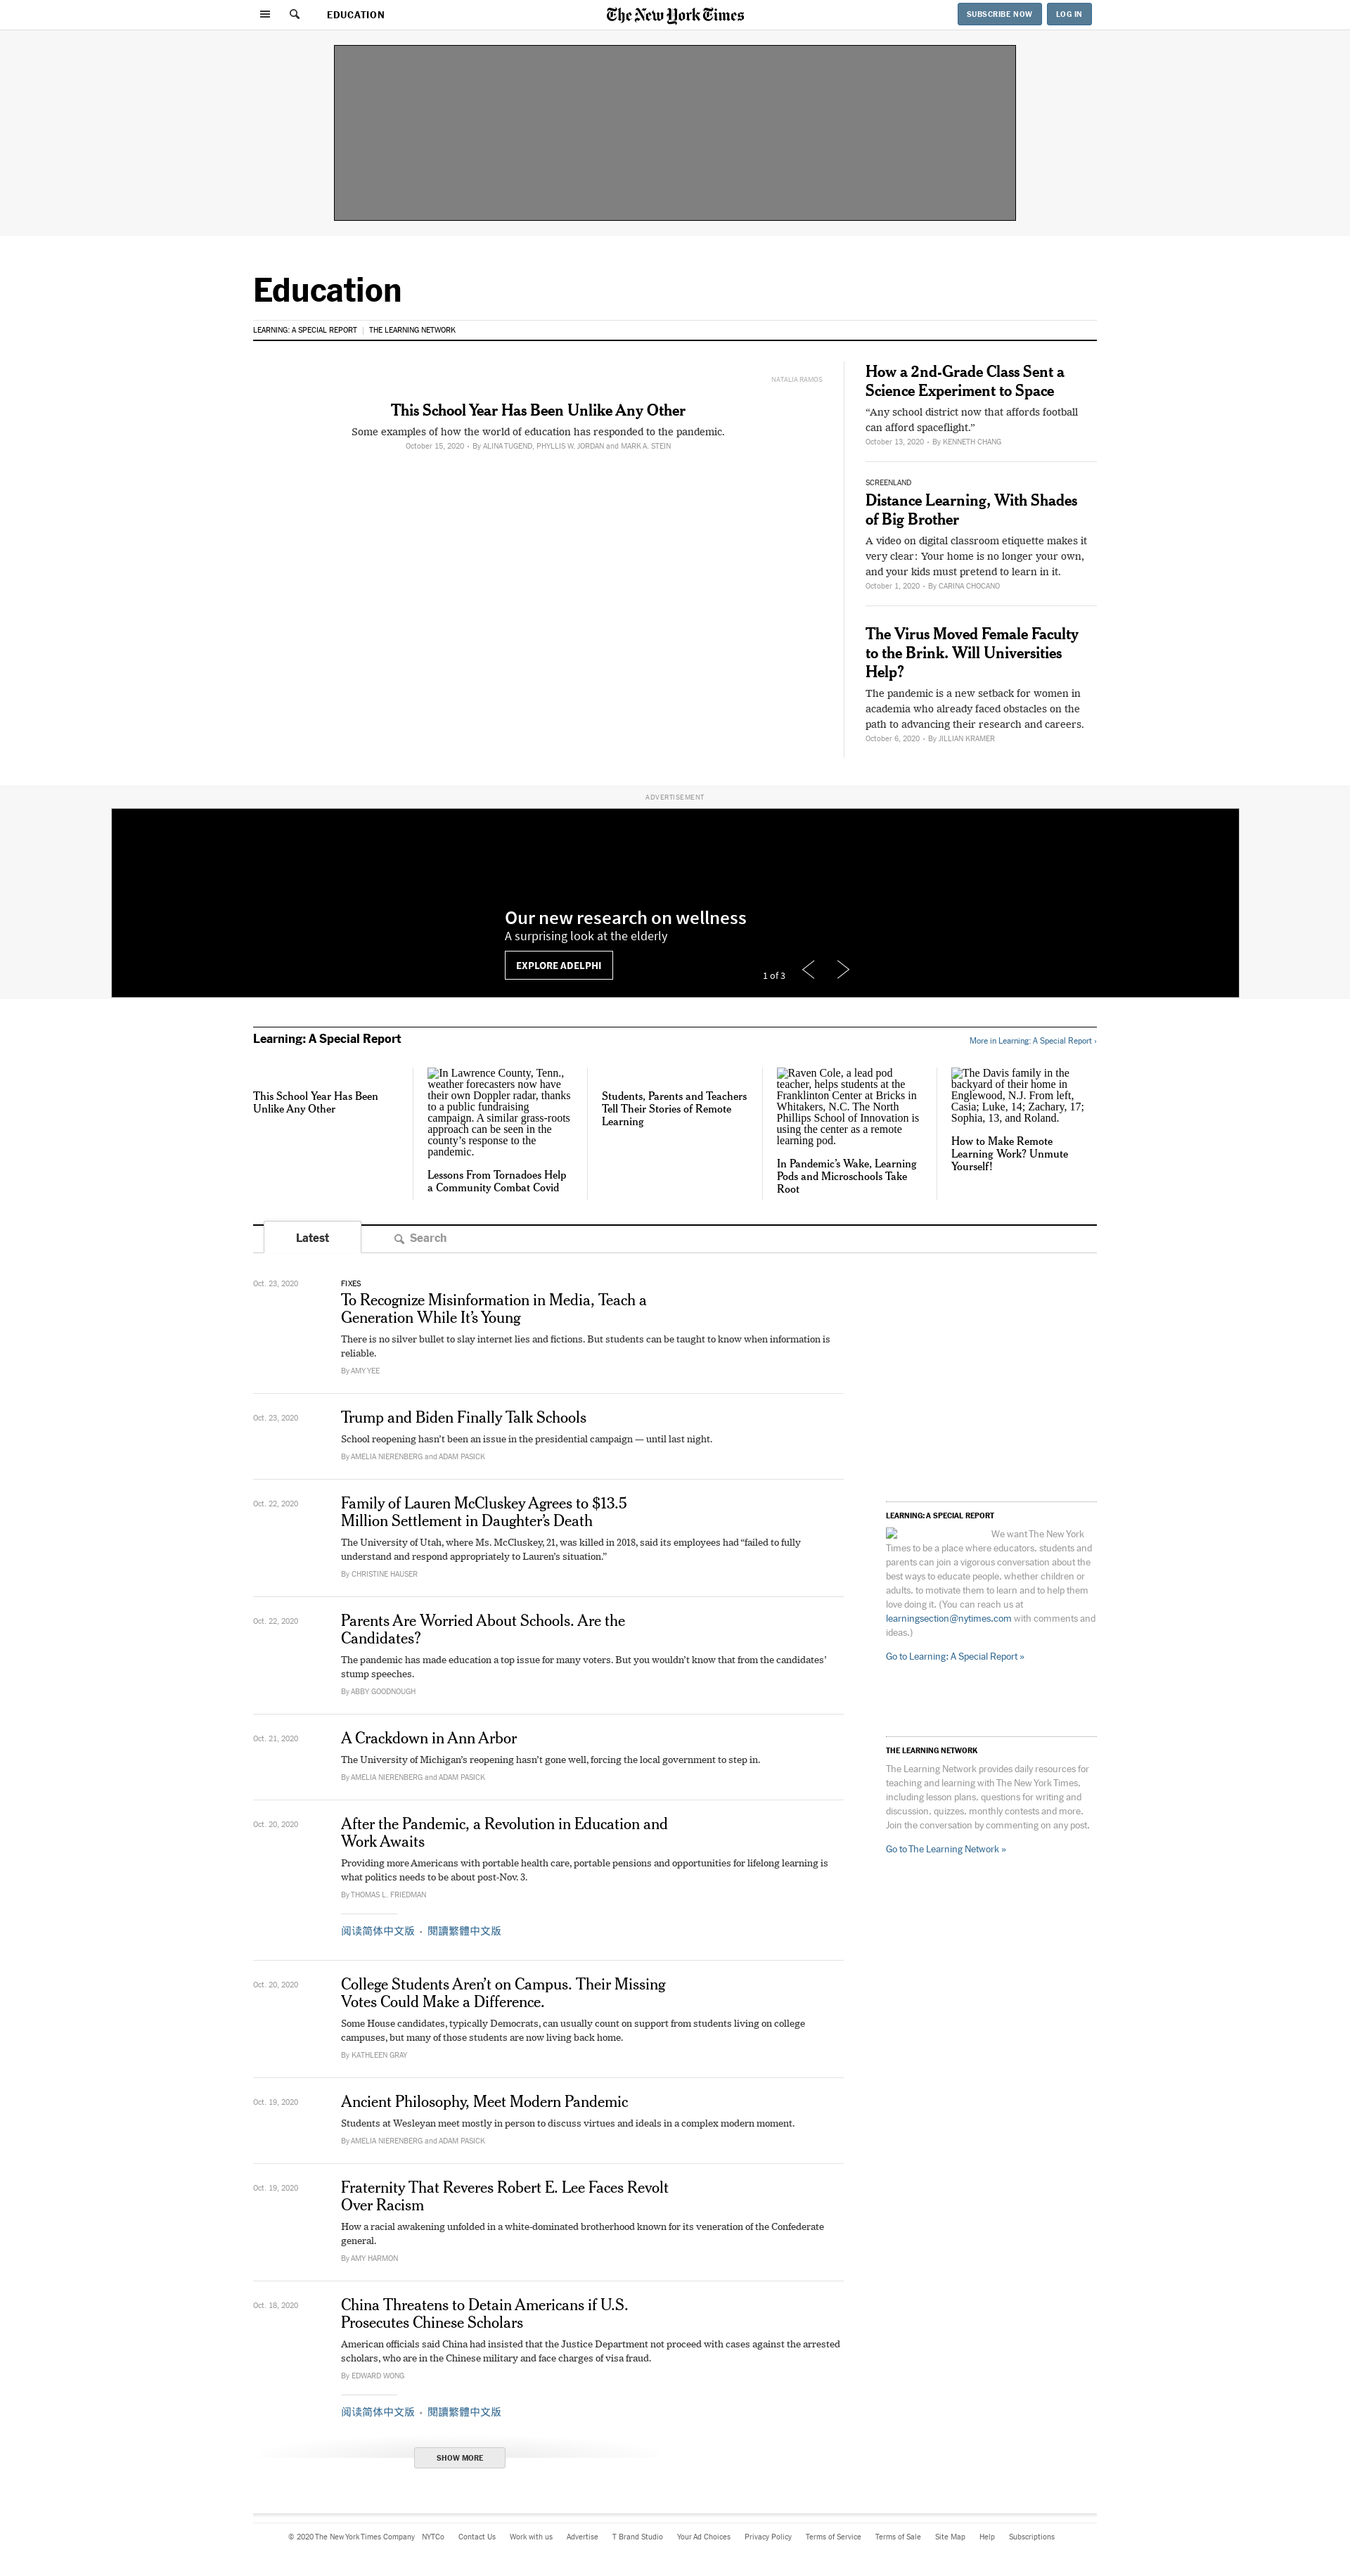 EDUCATION
The New York Times
SUBSCRIBE NOW
LOG IN
Education
LEARNING: A SPECIAL REPORT | THE LEARNING NETWORK
NATALIA RAMOS
This School Year Has Been Unlike Any Other
Some examples of how the world of education has responded to the pandemic.
October 15, 2020 - By ALINA TUGEND, PHYLLIS W. JORDAN and MARK A. STEIN
How a 2nd-Grade Class Sent a
Science Experiment to Space
“Any school district now that affords football
can afford spaceflight.”
October 13, 2020 - By KENNETH CHANG
SCREENLAND
Distance Learning, With Shades
of Big Brother
A video on digital classroom etiquette makes it
very clear: Your home is no longer your own,
and your kids must pretend to learn in it.
October 1, 2020 - By CARINA CHOCANO
The Virus Moved Female Faculty
to the Brink. Will Universities
Help?
The pandemic is a new setback for women in
academia who already faced obstacles on the
path to advancing their research and careers.
October 6, 2020 - By JILLIAN KRAMER
ADVERTISEMENT
Our new research on wellness
A surprising look at the elderly
EXPLORE ADELPHI
1 of 3
Learning: A Special Report
More in Learning: A Special Report ›
This School Year Has Been
Unlike Any Other
In Lawrence County, Tenn.,
weather forecasters now have
their own Doppler radar, thanks
to a public fundraising
campaign. A similar grass-roots
approach can be seen in the
county’s response to the
pandemic.
Lessons From Tornadoes Help
a Community Combat Covid
Students, Parents and Teachers
Tell Their Stories of Remote
Learning
Raven Cole, a lead pod
teacher, helps students at the
Franklinton Center at Bricks in
Whitakers, N.C. The North
Phillips School of Innovation is
using the center as a remote
learning pod.
In Pandemic’s Wake, Learning
Pods and Microschools Take
Root
The Davis family in the
backyard of their home in
Englewood, N.J. From left,
Casia; Luke, 14; Zachary, 17;
Sophia, 13, and Roland.
How to Make Remote
Learning Work? Unmute
Yourself!
Latest
Search
Oct. 23, 2020
FIXES
To Recognize Misinformation in Media, Teach a
Generation While It’s Young
There is no silver bullet to slay internet lies and fictions. But students can be taught to know when information is
reliable.
By AMY YEE
Oct. 23, 2020
Trump and Biden Finally Talk Schools
School reopening hasn’t been an issue in the presidential campaign — until last night.
By AMELIA NIERENBERG and ADAM PASICK
Oct. 22, 2020
Family of Lauren McCluskey Agrees to $13.5
Million Settlement in Daughter’s Death
The University of Utah, where Ms. McCluskey, 21, was killed in 2018, said its employees had “failed to fully
understand and respond appropriately to Lauren’s situation.”
By CHRISTINE HAUSER
Oct. 22, 2020
Parents Are Worried About Schools. Are the
Candidates?
The pandemic has made education a top issue for many voters. But you wouldn’t know that from the candidates’
stump speeches.
By ABBY GOODNOUGH
Oct. 21, 2020
A Crackdown in Ann Arbor
The University of Michigan’s reopening hasn’t gone well, forcing the local government to step in.
By AMELIA NIERENBERG and ADAM PASICK
Oct. 20, 2020
After the Pandemic, a Revolution in Education and
Work Awaits
Providing more Americans with portable health care, portable pensions and opportunities for lifelong learning is
what politics needs to be about post-Nov. 3.
By THOMAS L. FRIEDMAN
阅读简体中文版 • 閱讀繁體中文版
Oct. 20, 2020
College Students Aren’t on Campus. Their Missing
Votes Could Make a Difference.
Some House candidates, typically Democrats, can usually count on support from students living on college
campuses, but many of those students are now living back home.
By KATHLEEN GRAY
Oct. 19, 2020
Ancient Philosophy, Meet Modern Pandemic
Students at Wesleyan meet mostly in person to discuss virtues and ideals in a complex modern moment.
By AMELIA NIERENBERG and ADAM PASICK
Oct. 19, 2020
Fraternity That Reveres Robert E. Lee Faces Revolt
Over Racism
How a racial awakening unfolded in a white-dominated brotherhood known for its veneration of the Confederate
general.
By AMY HARMON
Oct. 18, 2020
China Threatens to Detain Americans if U.S.
Prosecutes Chinese Scholars
American officials said China had insisted that the Justice Department not proceed with cases against the arrested
scholars, who are in the Chinese military and face charges of visa fraud.
By EDWARD WONG
阅读简体中文版 • 閱讀繁體中文版
SHOW MORE
LEARNING: A SPECIAL REPORT
We want The New York
Times to be a place where educators, students and
parents can join a vigorous conversation about the
best ways to educate people, whether children or
adults, to motivate them to learn and to help them
love doing it. (You can reach us at
learningsection@nytimes.com with comments and
ideas.)
Go to Learning: A Special Report »
THE LEARNING NETWORK
The Learning Network provides daily resources for
teaching and learning with The New York Times,
including lesson plans, questions for writing and
discussion, quizzes, monthly contests and more.
Join the conversation by commenting on any post.
Go to The Learning Network »
© 2020 The New York Times Company NYTCo Contact Us Work with us Advertise T Brand Studio Your Ad Choices Privacy Policy Terms of Service Terms of Sale Site Map Help Subscriptions